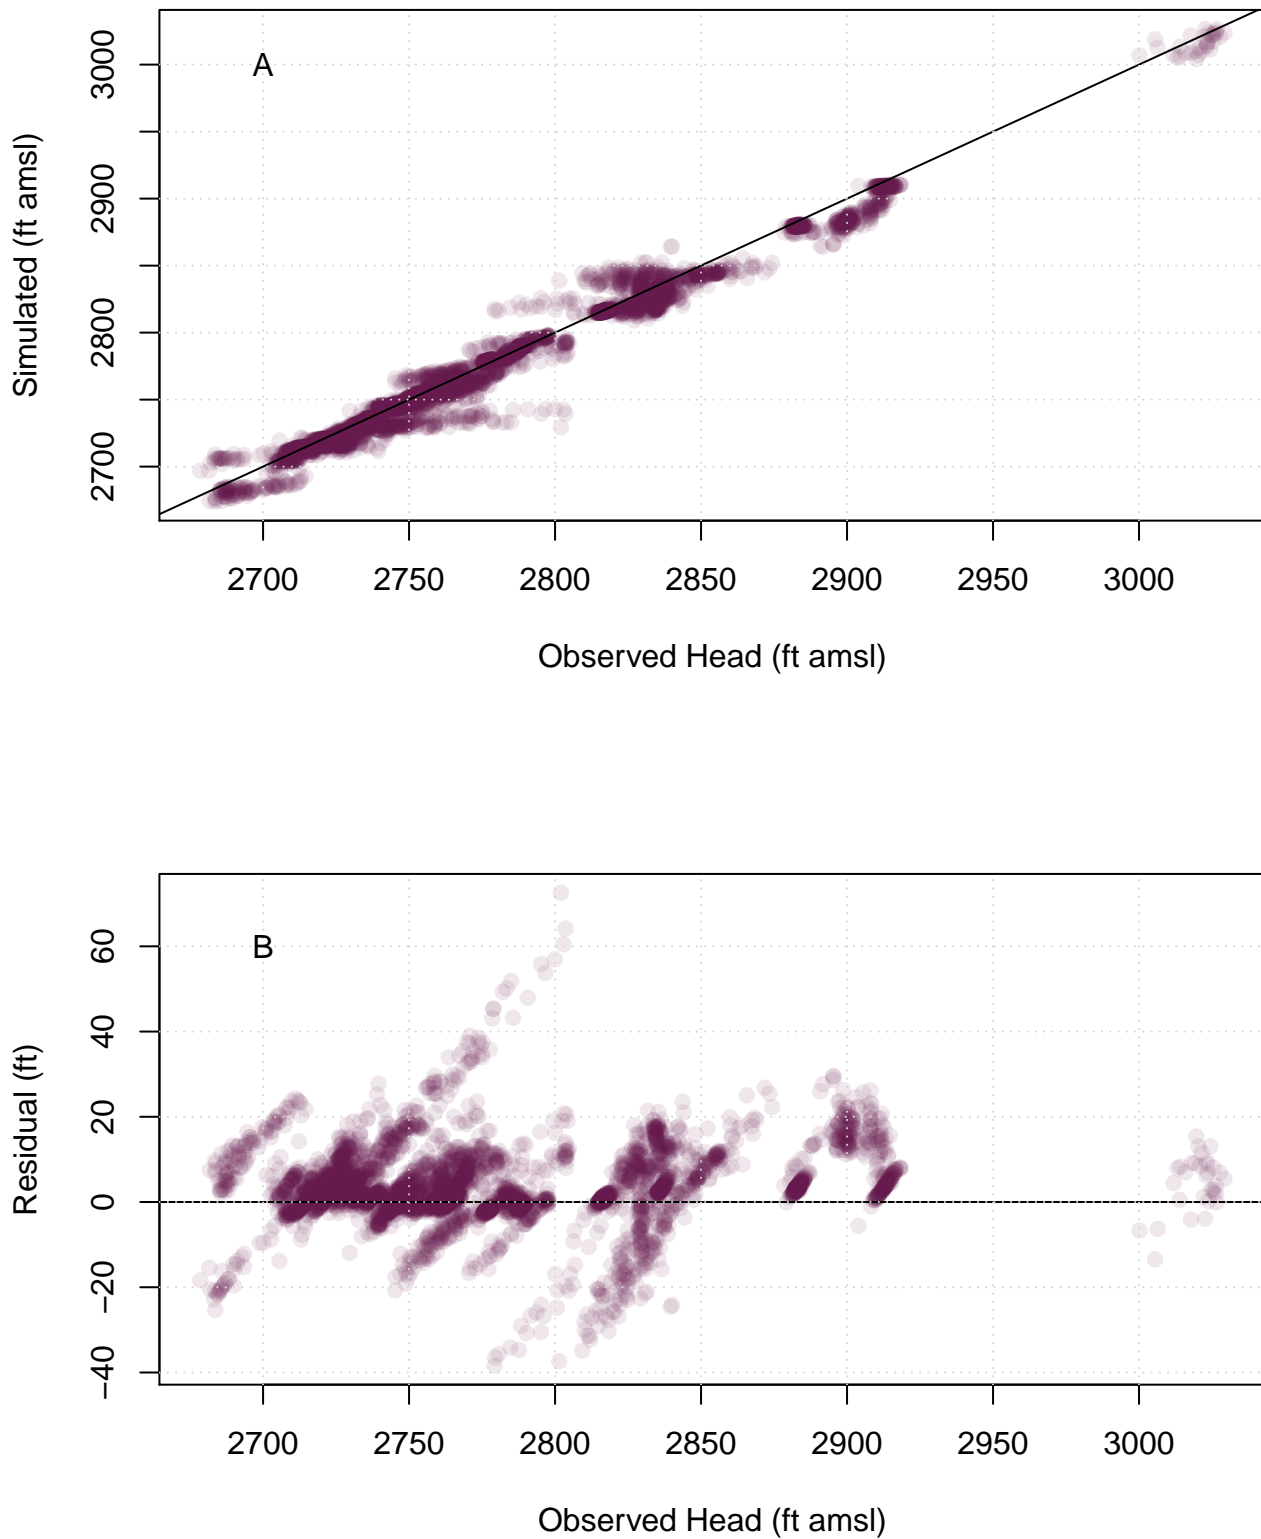 A
3000
2900
2800
2700
Simulated (ft amsl)
2700 2750 2800 2850 2900 2950 3000
Observed Head (ft amsl)
B
60
40
20
0
−20
−40
Residual (ft)
2700 2750 2800 2850 2900 2950 3000
Observed Head (ft amsl)